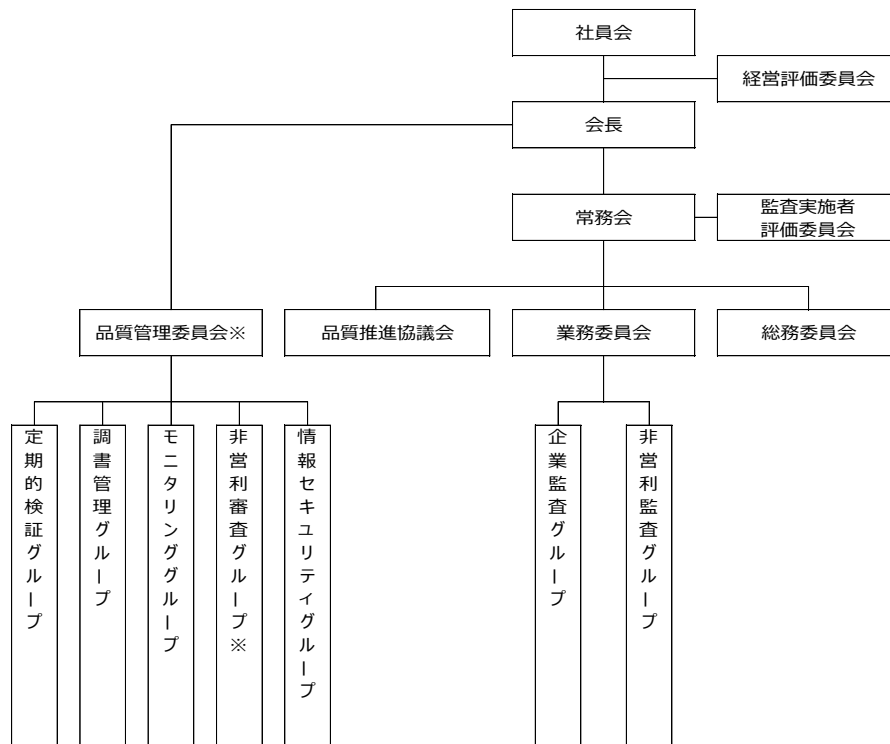 社員会
経営評価委員会
会長
常務会
監査実施者
評価委員会
品質管理委員会※
品質推進協議会
業務委員会
総務委員会
定期的検証グループ
調書管理グループ
モニタリンググループ
非営利審査グループ※
情報セキュリティグループ
企業監査グループ
非営利監査グループ